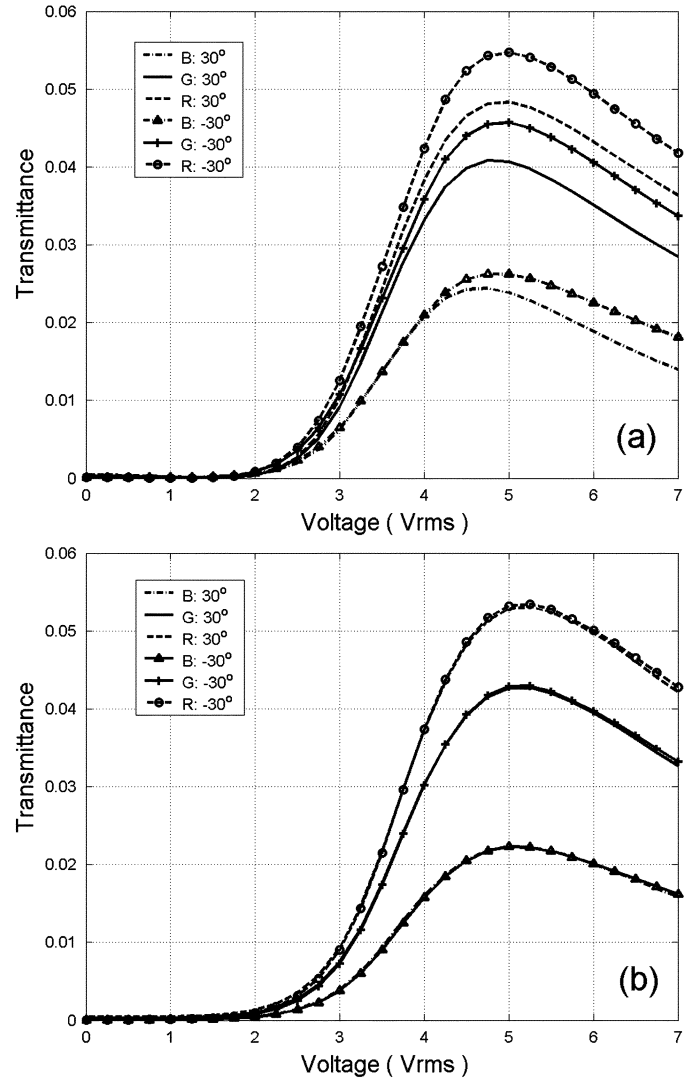 0.06
0.05
0.04
0.03
0.02
0.01
0
Transmittance
B: 30°
G: 30°
R: 30°
B: -30°
G: -30°
R: -30°
(a)
0 1 2 3 4 5 6 7
Voltage ( Vrms )
0.06
0.05
0.04
0.03
0.02
0.01
0
Transmittance
B: 30°
G: 30°
R: 30°
B: -30°
G: -30°
R: -30°
(b)
0 1 2 3 4 5 6 7
Voltage ( Vrms )